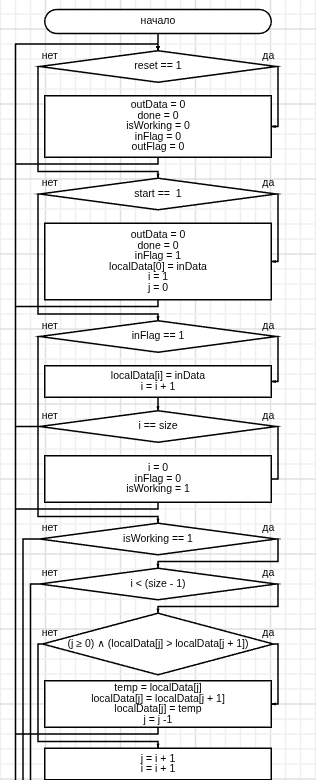 начало
нет
да
reset == 1
outData = 0
done = 0
isWorking = 0
inFlag = 0
outFlag = 0
нет
да
start ==  1
outData = 0
done = 0
inFlag = 1
localData[0] = inData
i = 1
j = 0
нет
да
inFlag == 1
localData[i] = inData
i = i + 1
нет
да
i == size
i = 0
inFlag = 0
isWorking = 1
нет
да
isWorking == 1
нет
да
i < (size - 1)
нет
да
(j ≥ 0) ∧ (localData[j] > localData[j + 1])
temp = localData[j]
localData[j] = localData[j + 1]
localData[j] = temp
j = j -1
j = i + 1
i = i + 1